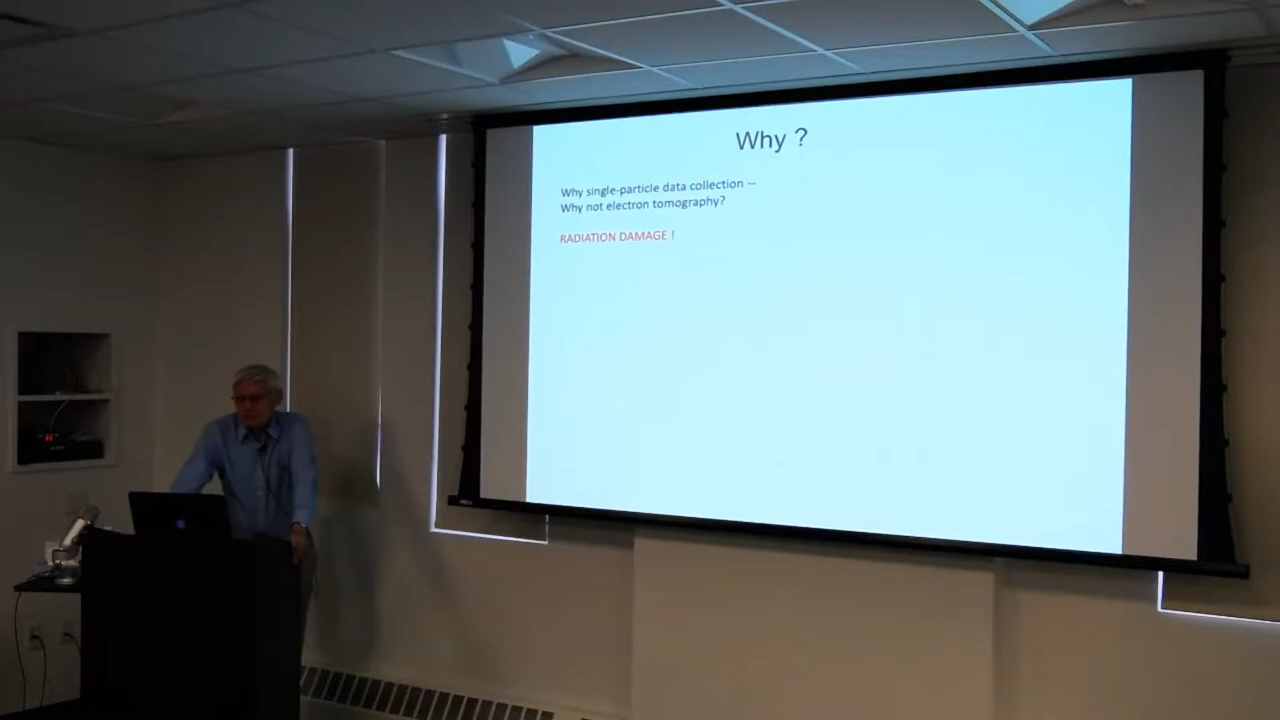 Why ?
Why single-particle data collection —
Why not electron tomography?
RADIATION DAMAGE !